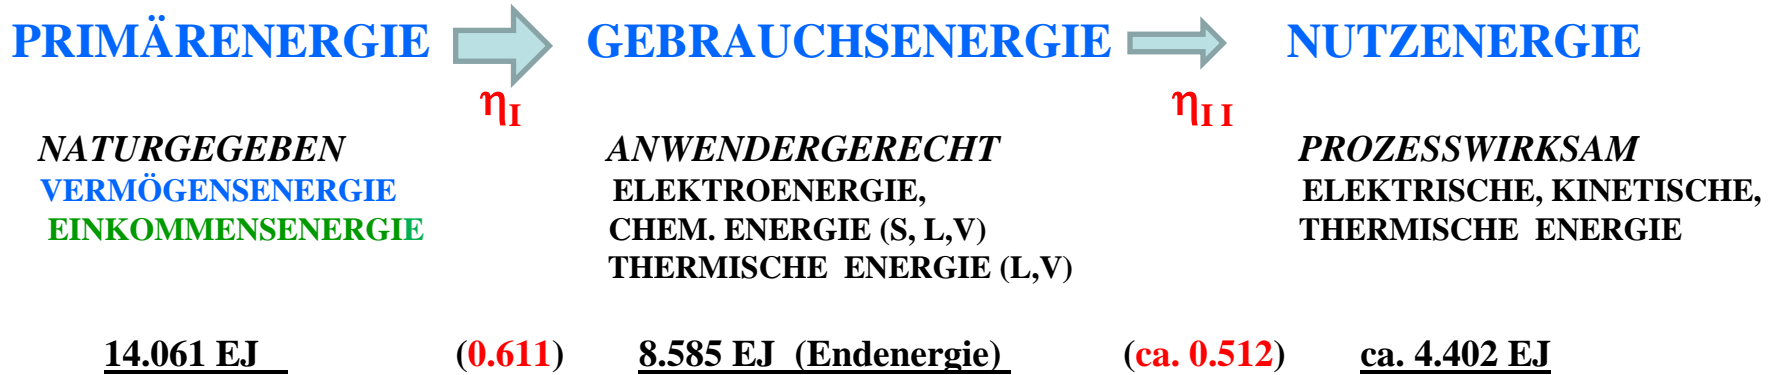 PRIMÄRENERGIE GEBRAUCHSENERGIE NUTZENERGIE
ηI ηI I
NATURGEGEBEN ANWENDERGERECHT PROZESSWIRKSAM
VERMÖGENSENERGIE ELEKTROENERGIE, ELEKTRISCHE, KINETISCHE,
EINKOMMENSENERGIE CHEM. ENERGIE (S, L,V) THERMISCHE ENERGIE
THERMISCHE ENERGIE (L,V)
14.061 EJ (0.611) 8.585 EJ (Endenergie) (ca. 0.512) ca. 4.402 EJ